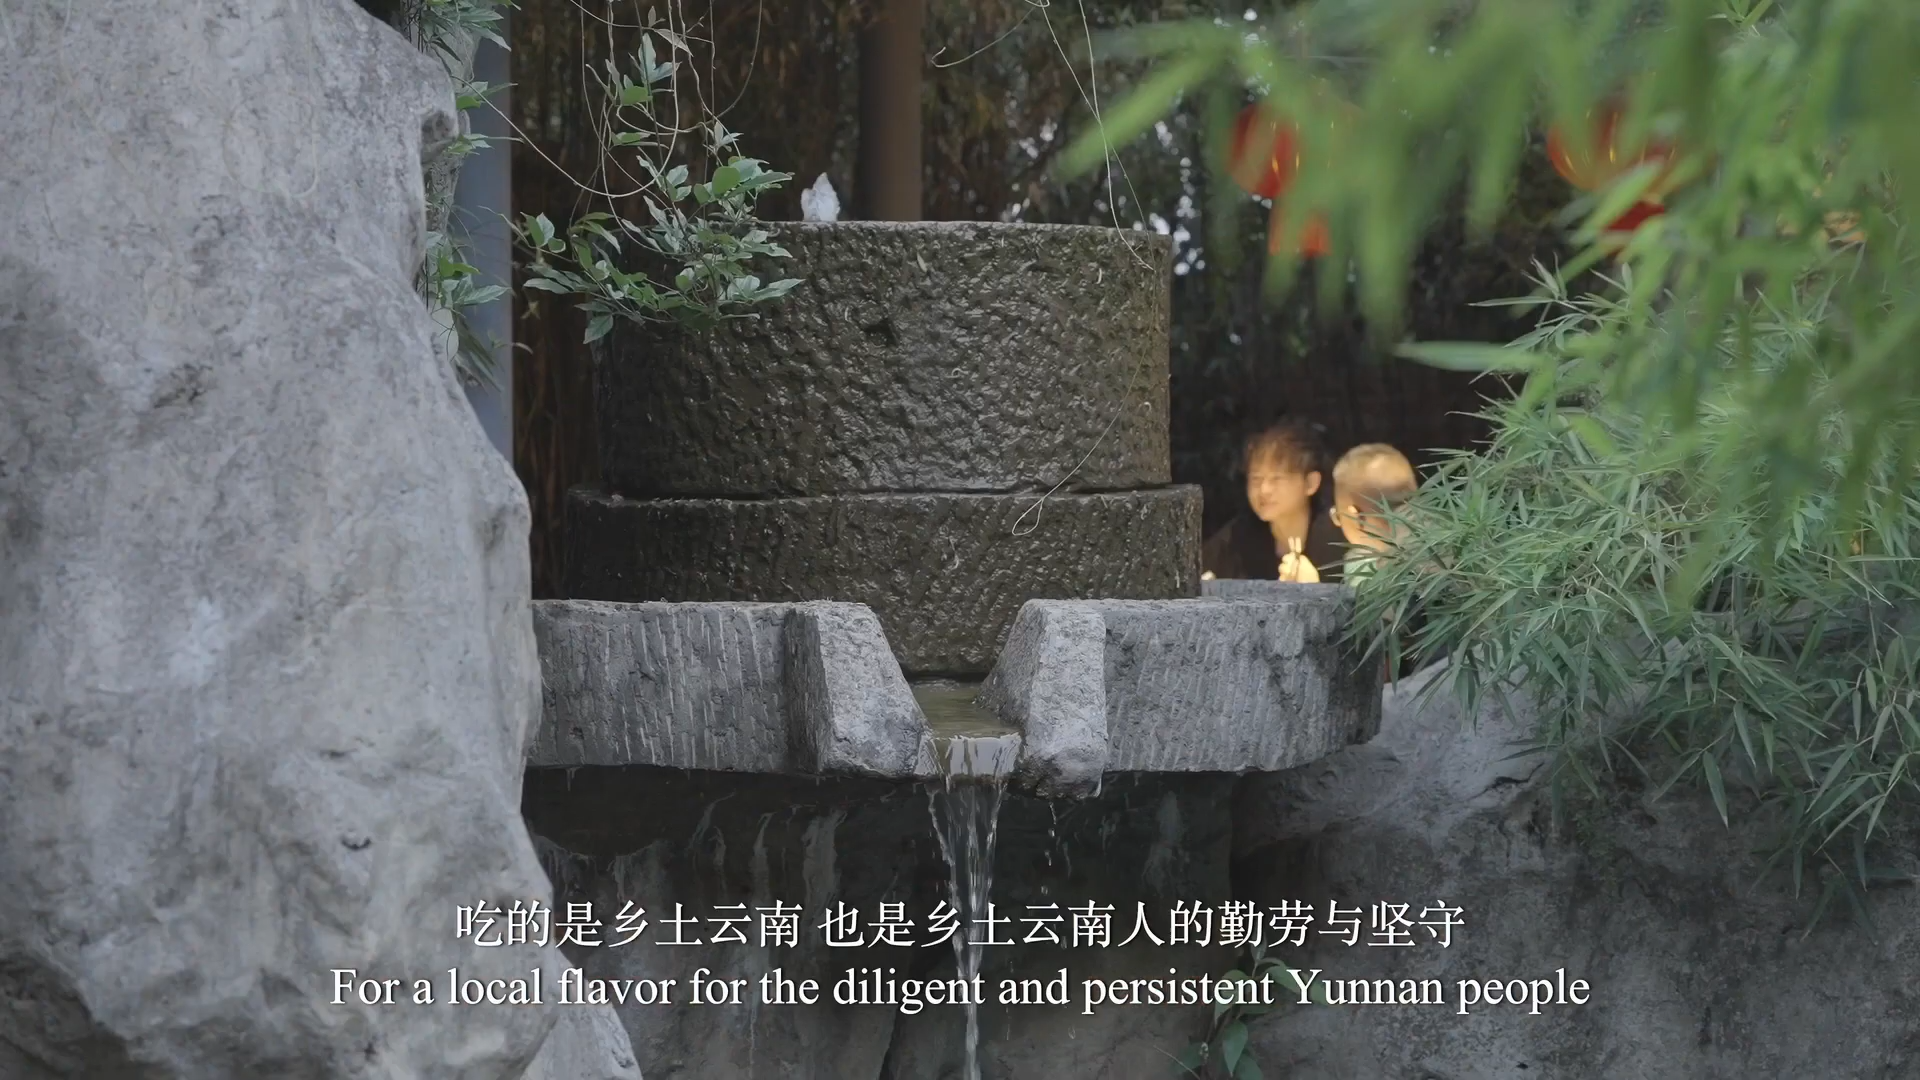 吃的是乡土云南 也是乡土云南人的勤劳与坚守
For a local flavor for the diligent and persistent Yunnan people